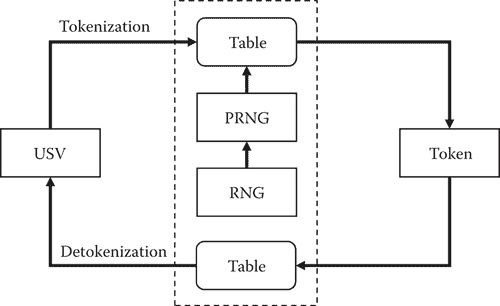 Tokenization
Table
PRNG
USV
Token
RNG
Detokenization
Table